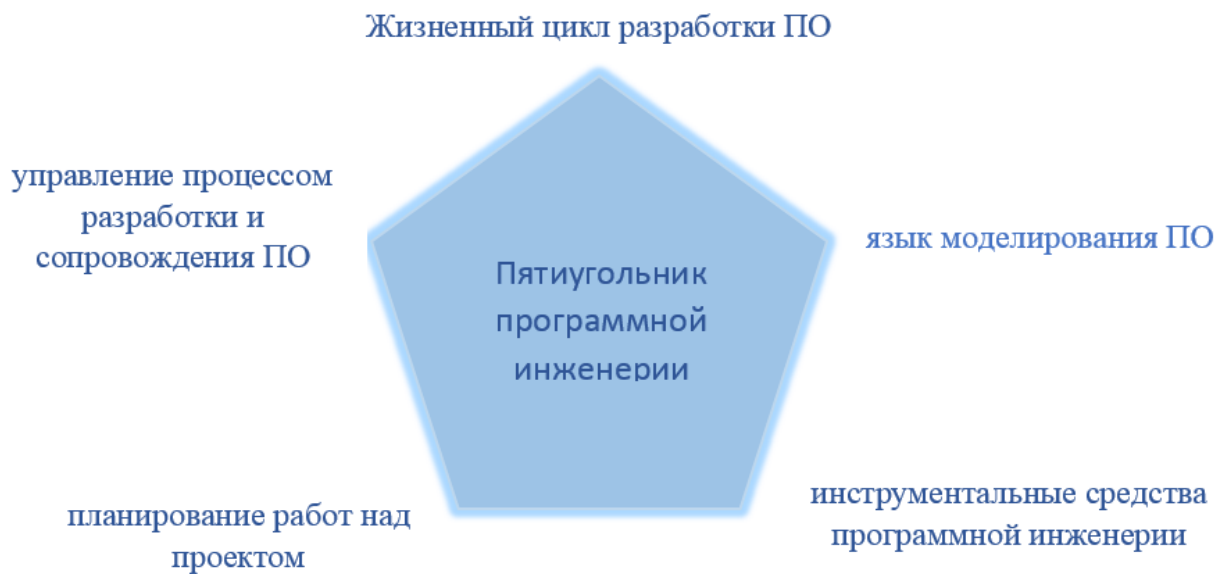 Жизненный цикл разработки ПО
управление процессом
разработки и
сопровождения ПО
язык моделирования ПО
Пятиугольник
программной
инженерии
инструментальные средства
программной инженерии
планирование работ над
проектом